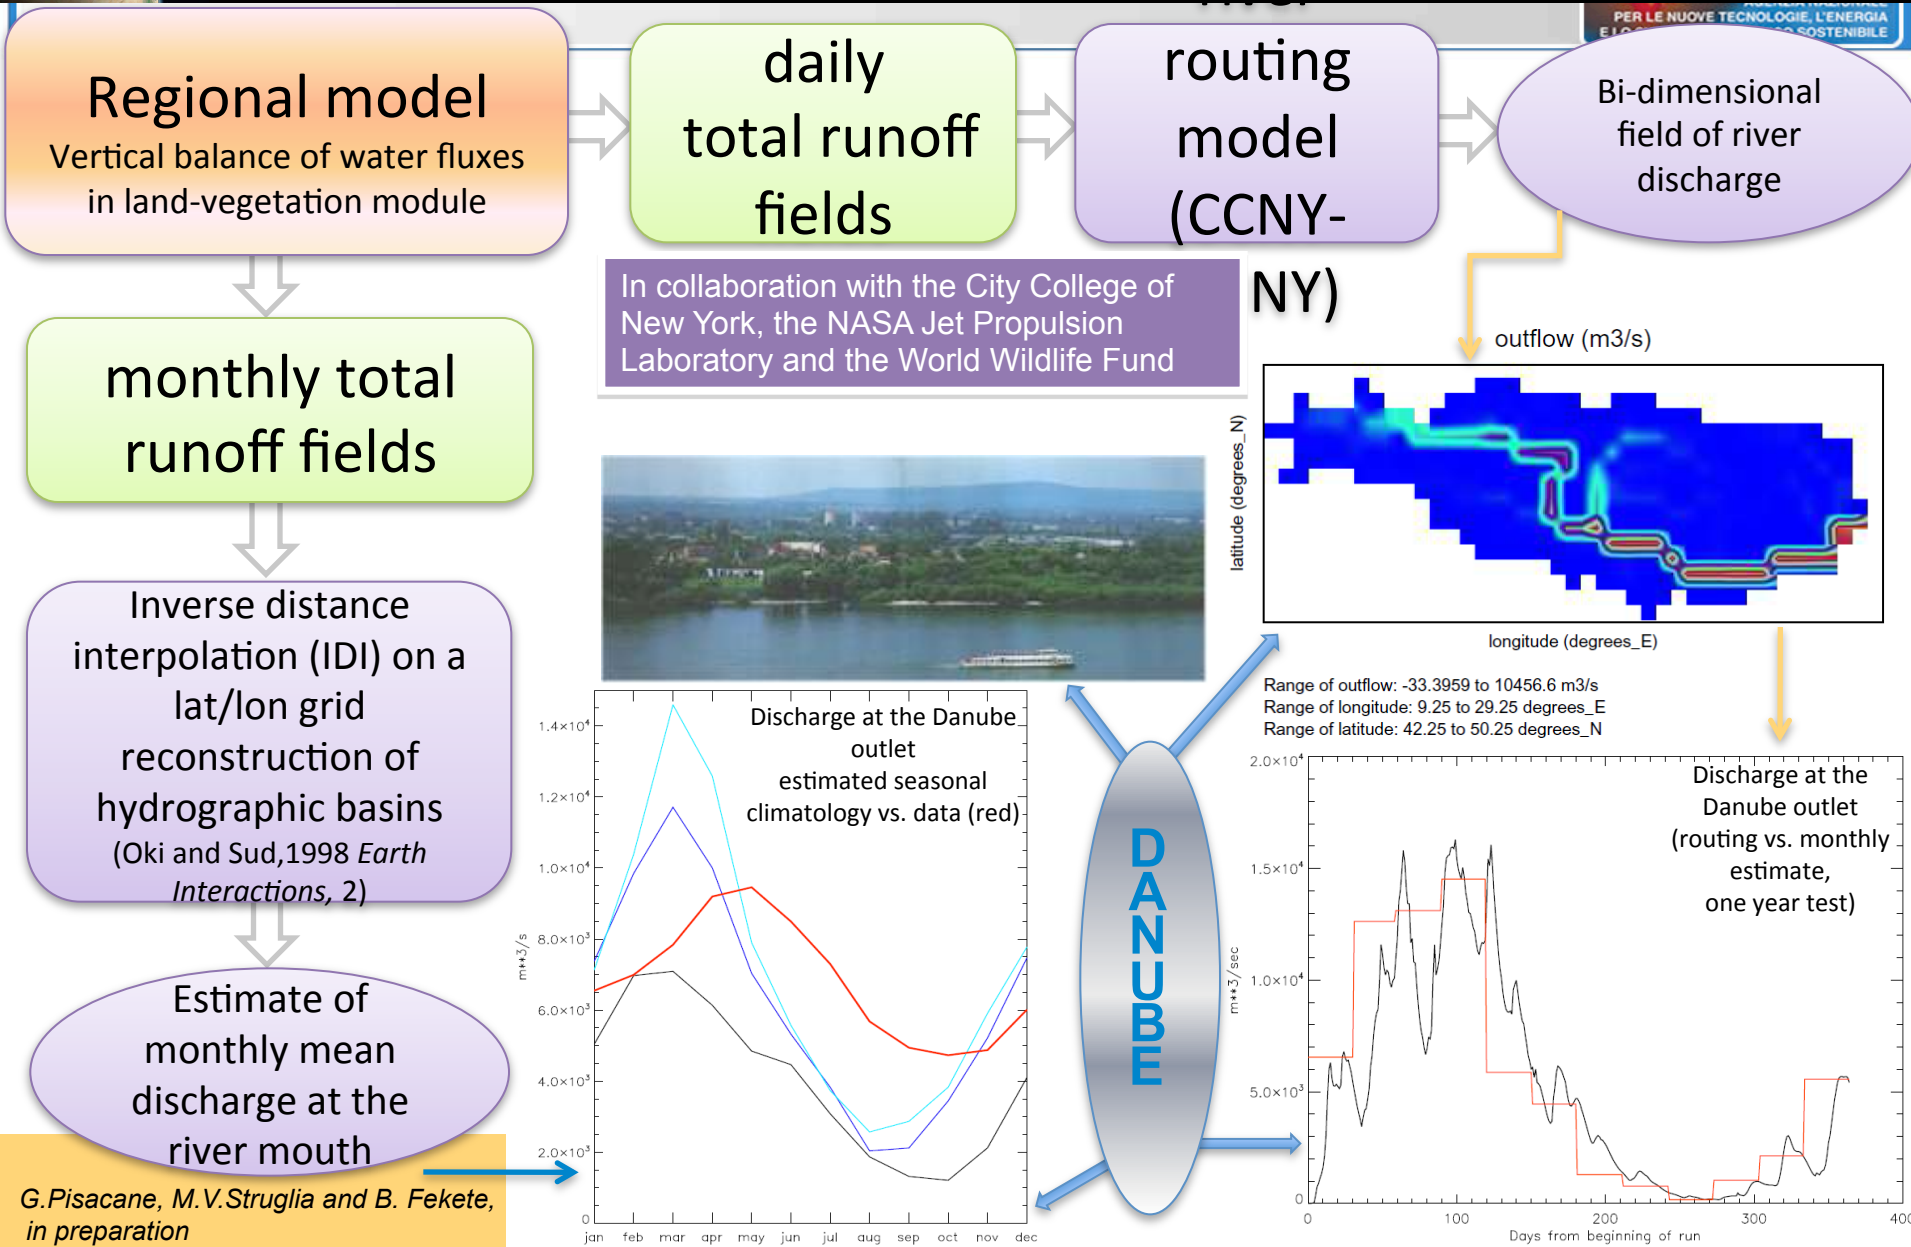 AGENZIA NAZIONALE
PER LE NUOVE TECNOLOGIE, L'ENERGIA
SOSTENIBILE
Regional model
Vertical balance of water fluxes
in land-vegetation module
daily
total runoff
fields
river
routing
model
(CCNY-
NY)
Bi-dimensional
field of river
discharge
In collaboration with the City College of
New York, the NASA Jet Propulsion
Laboratory and the World Wildlife Fund
monthly total
runoff fields
Inverse distance
interpolation (IDI) on a
lat/lon grid
reconstruction of
hydrographic basins
(Oki and Sud,1998 Earth
Interactions, 2)
Estimate of
monthly mean
discharge at the
river mouth
G.Pisacane, M.V.Struglia and B. Fekete,
in preparation
outflow (m3/s)
latitude (degrees_N)
longitude (degrees_E)
Range of outflow: -33.3959 to 10456.6 m3/s
Range of longitude: 9.25 to 29.25 degrees_E
Range of latitude: 42.25 to 50.25 degrees_N
Discharge at the Danube
outlet
estimated seasonal
climatology vs. data (red)
1.4×10⁴
1.2×10⁴
1.0×10⁴
8.0×10³
6.0×10³
4.0×10³
2.0×10³
0
m**3/s
jan feb mar apr may jun jul aug sep oct nov dec
DANUBE
Discharge at the
Danube outlet
(routing vs. monthly
estimate,
one year test)
2.0×10⁴
1.5×10⁴
1.0×10⁴
5.0×10³
0
m**3/sec
0 100 200 300 400
Days from beginning of run